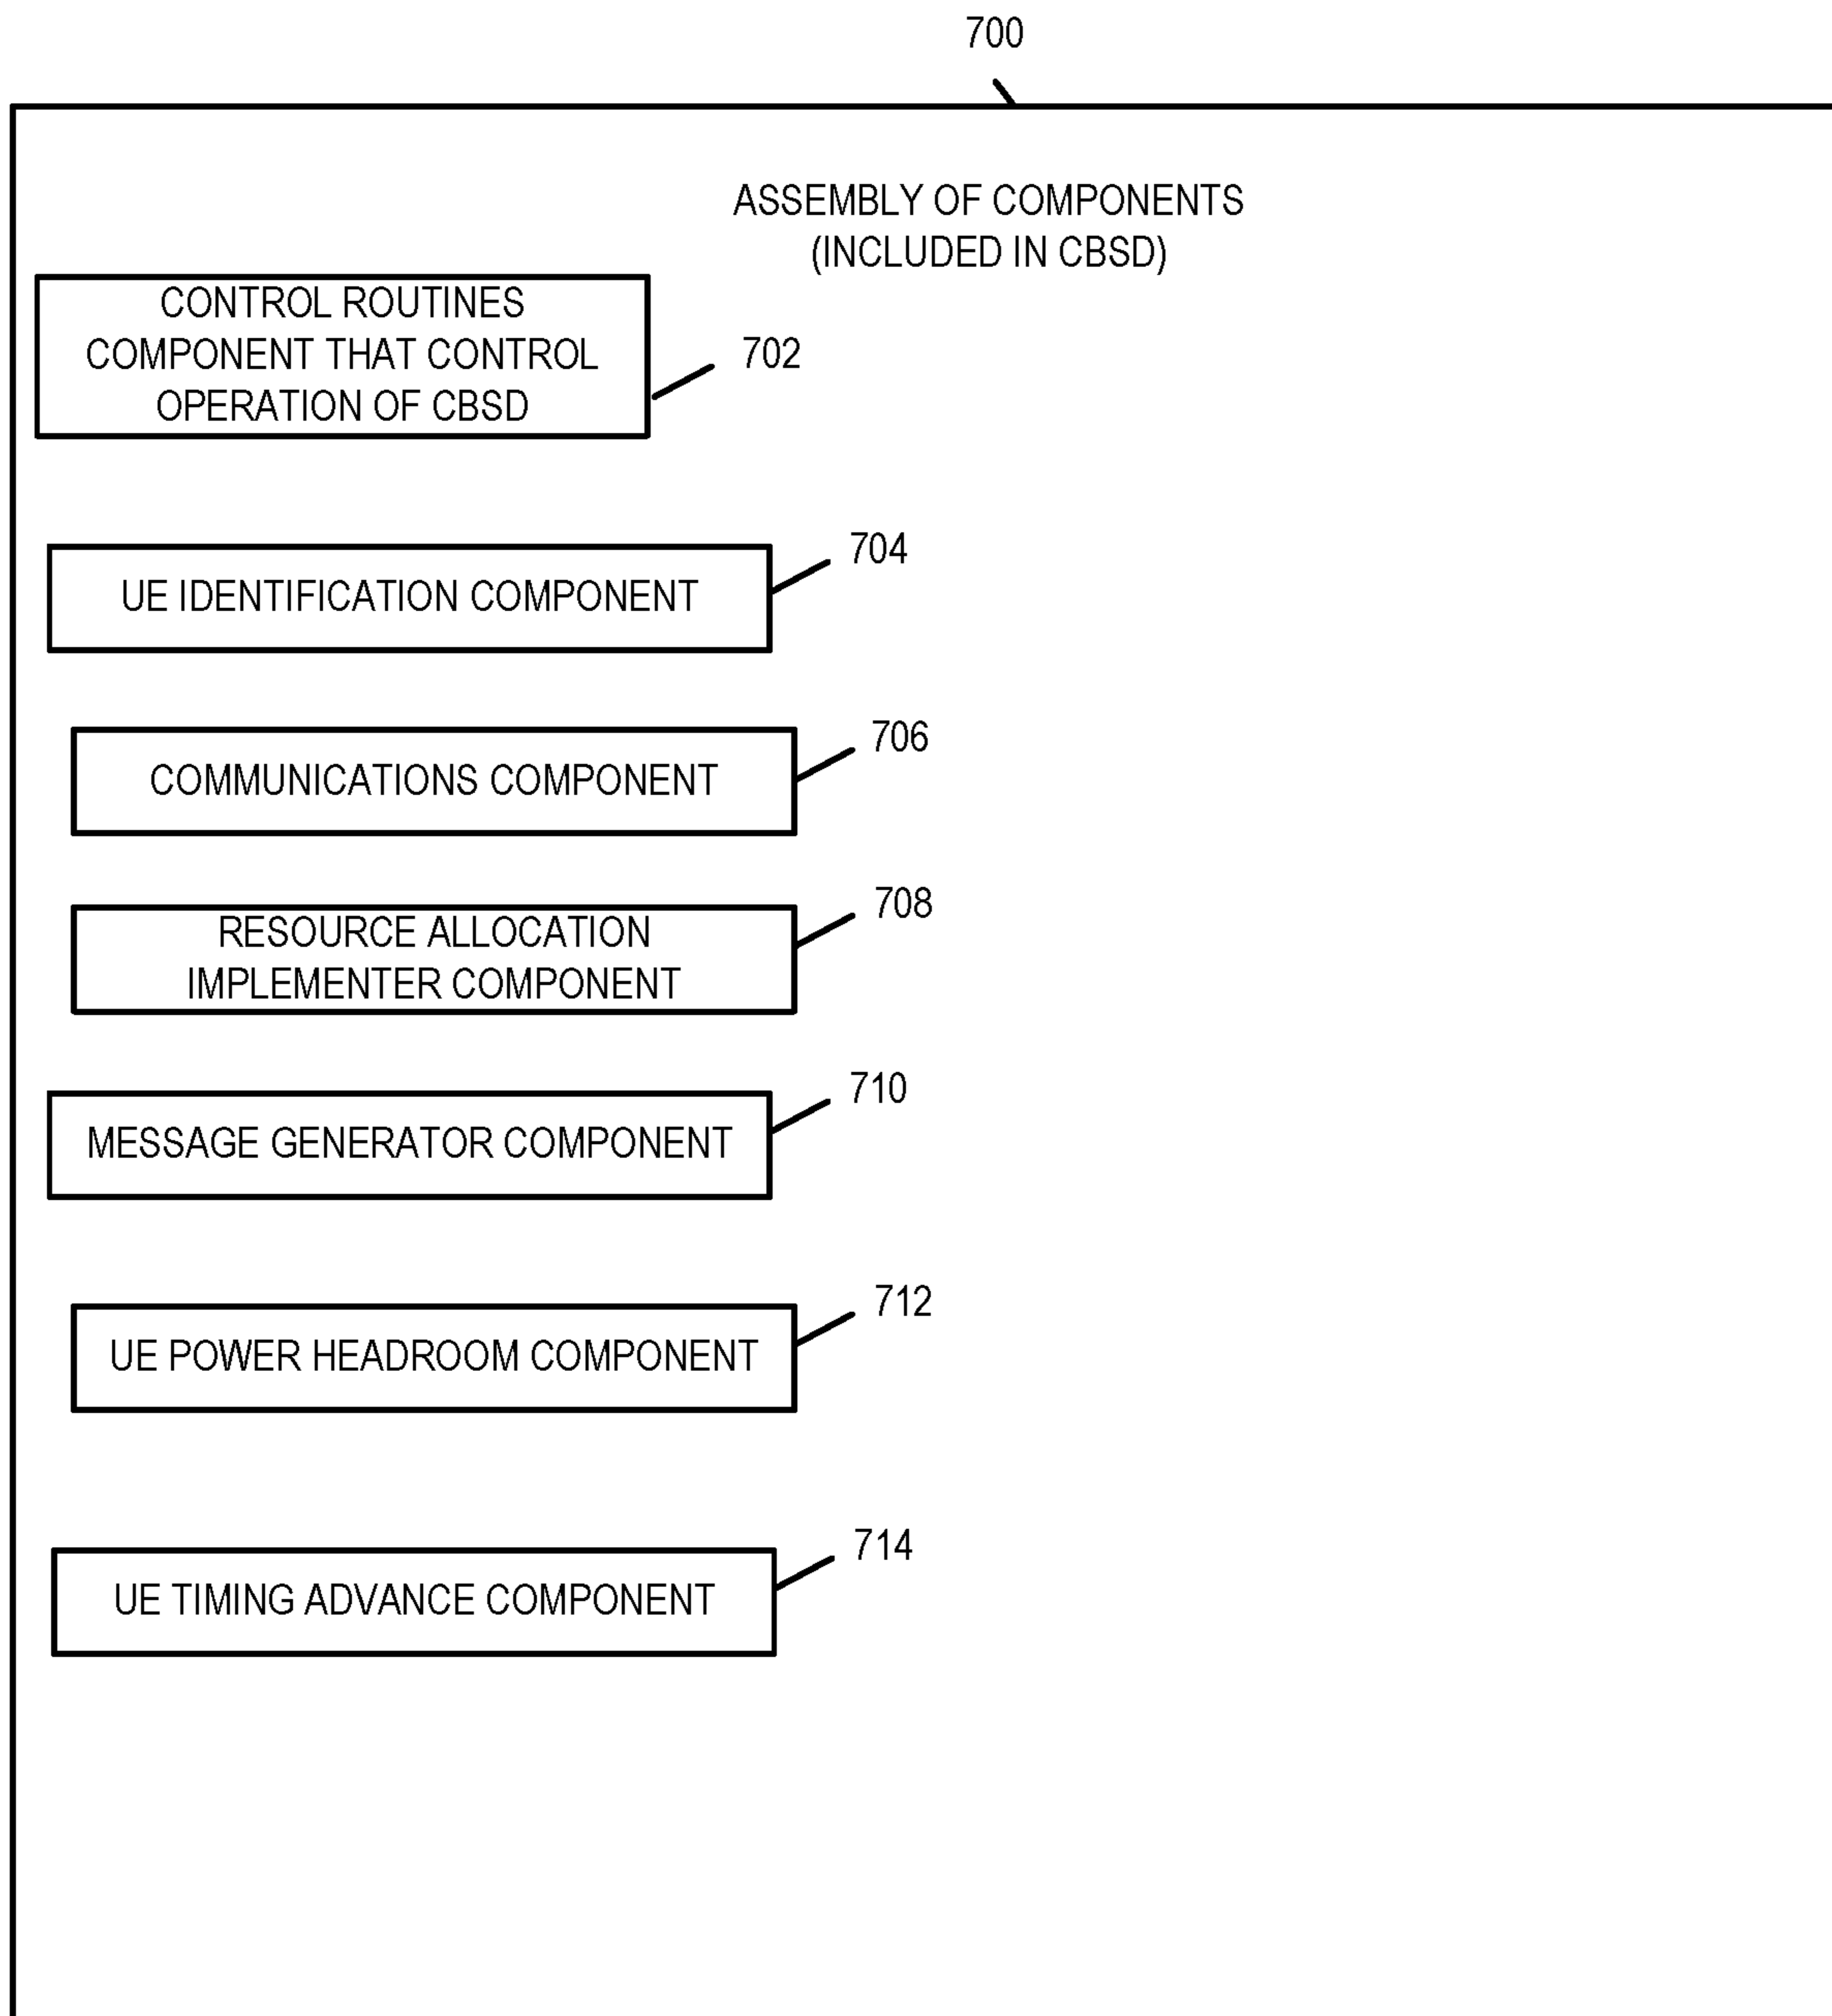 700
ASSEMBLY OF COMPONENTS
(INCLUDED IN CBSD)
CONTROL ROUTINES
COMPONENT THAT CONTROL
OPERATION OF CBSD
702
704
UE IDENTIFICATION COMPONENT
706
COMMUNICATIONS COMPONENT
708
RESOURCE ALLOCATION
IMPLEMENTER COMPONENT
710
MESSAGE GENERATOR COMPONENT
712
UE POWER HEADROOM COMPONENT
714
UE TIMING ADVANCE COMPONENT